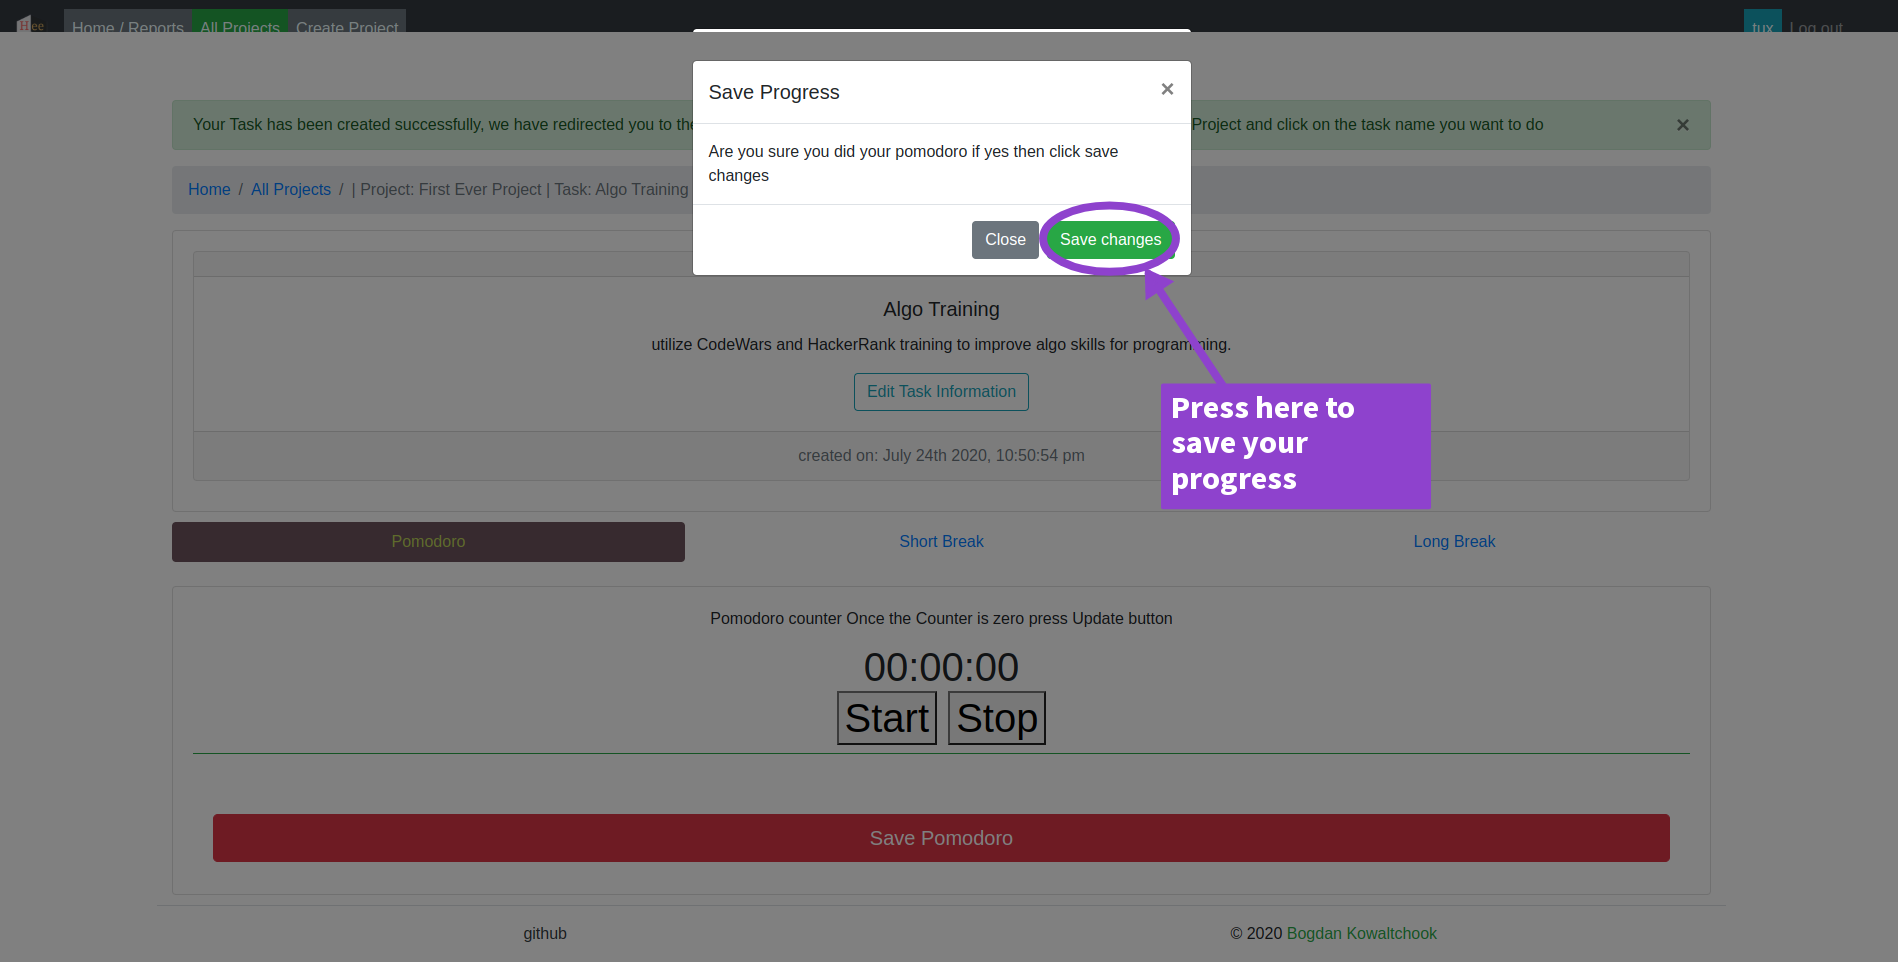 Hee Home / Reports All Projects Create Project tux Log out
Save Progress ×
Your Task has been created successfully, we have redirected you to the Project and click on the task name you want to do ×
Are you sure you did your pomodoro if yes then click save
changes
Home / All Projects / | Project: First Ever Project | Task: Algo Training
Close Save changes
Algo Training
utilize CodeWars and HackerRank training to improve algo skills for programming.
Edit Task Information
Press here to
save your
progress
created on: July 24th 2020, 10:50:54 pm
Pomodoro Short Break Long Break
Pomodoro counter Once the Counter is zero press Update button
00:00:00
Start Stop
Save Pomodoro
github © 2020 Bogdan Kowaltchook